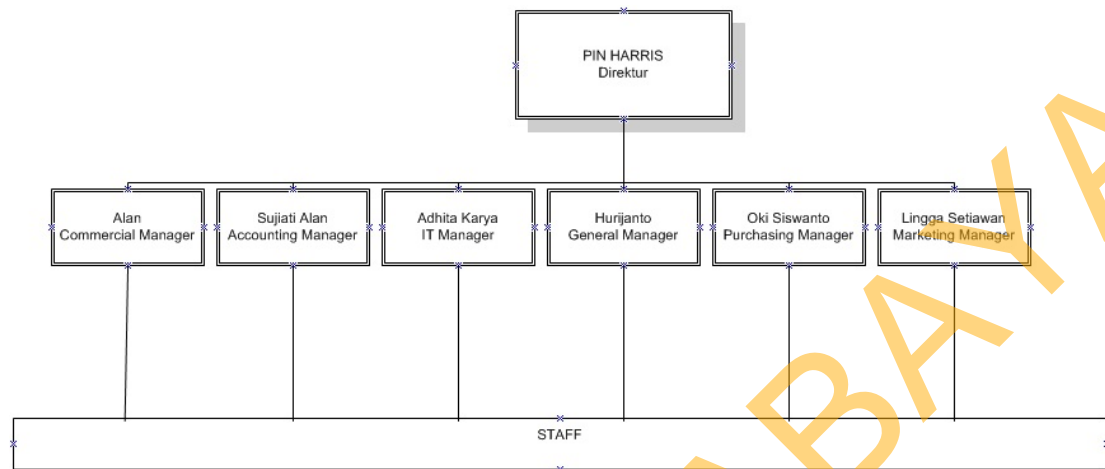 PIN HARRIS
Direktur
Alan
Commercial Manager
Sujiati Alan
Accounting Manager
Adhita Karya
IT Manager
Hurijanto
General Manager
Oki Siswanto
Purchasing Manager
Lingga Setiawan
Marketing Manager
STAFF
ABAYA